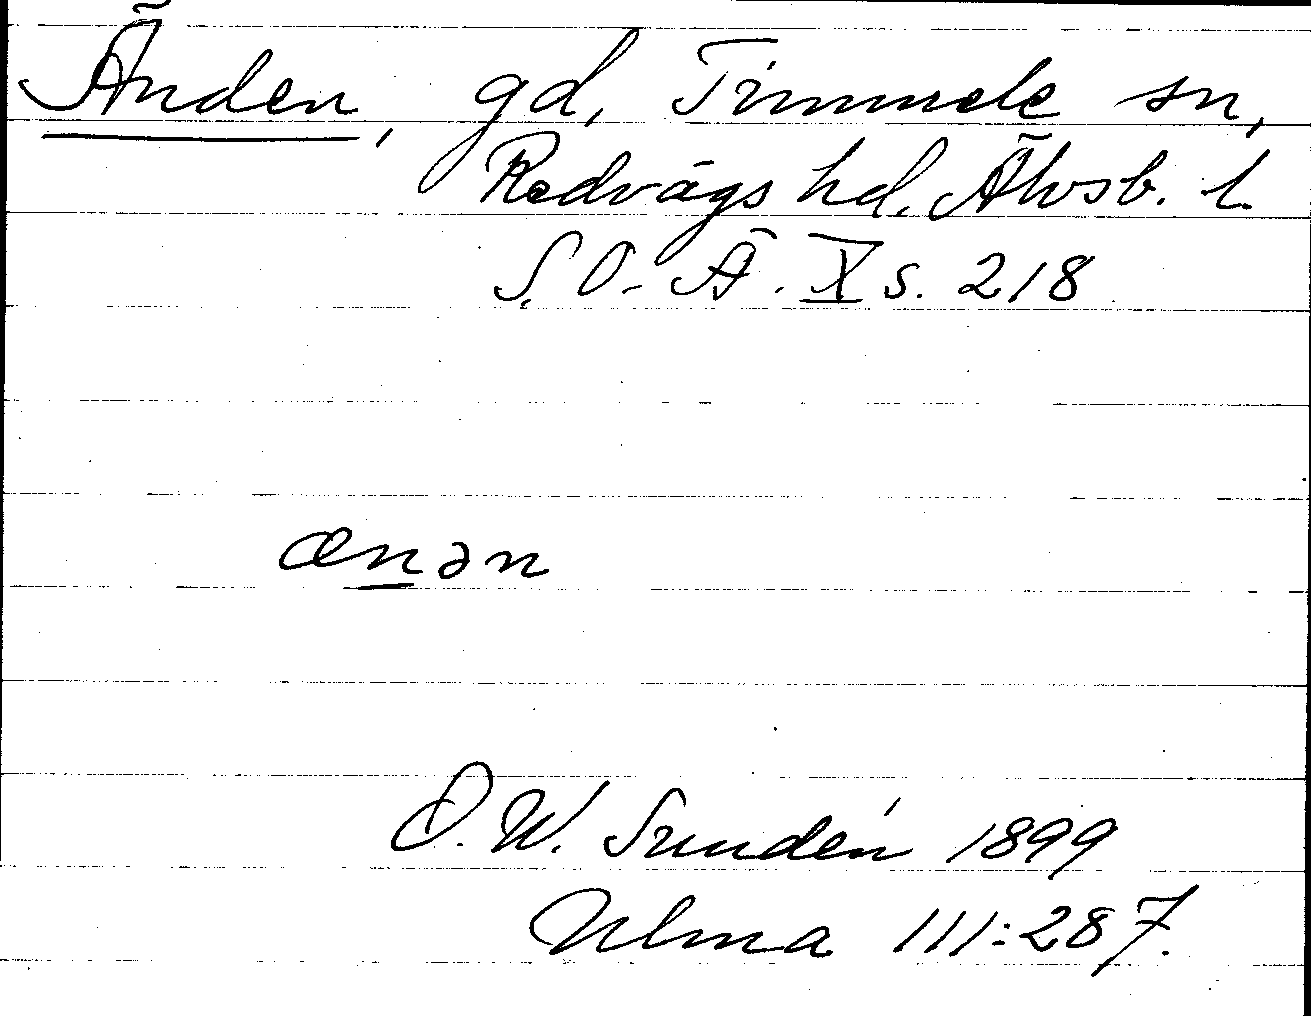 Änden, gd, Timmele sn,
Redvägs hd. Älvsb. l.
S. O. Ä. X s. 218
ænən
D. W. Sundén 1899
Ulma 111:287.